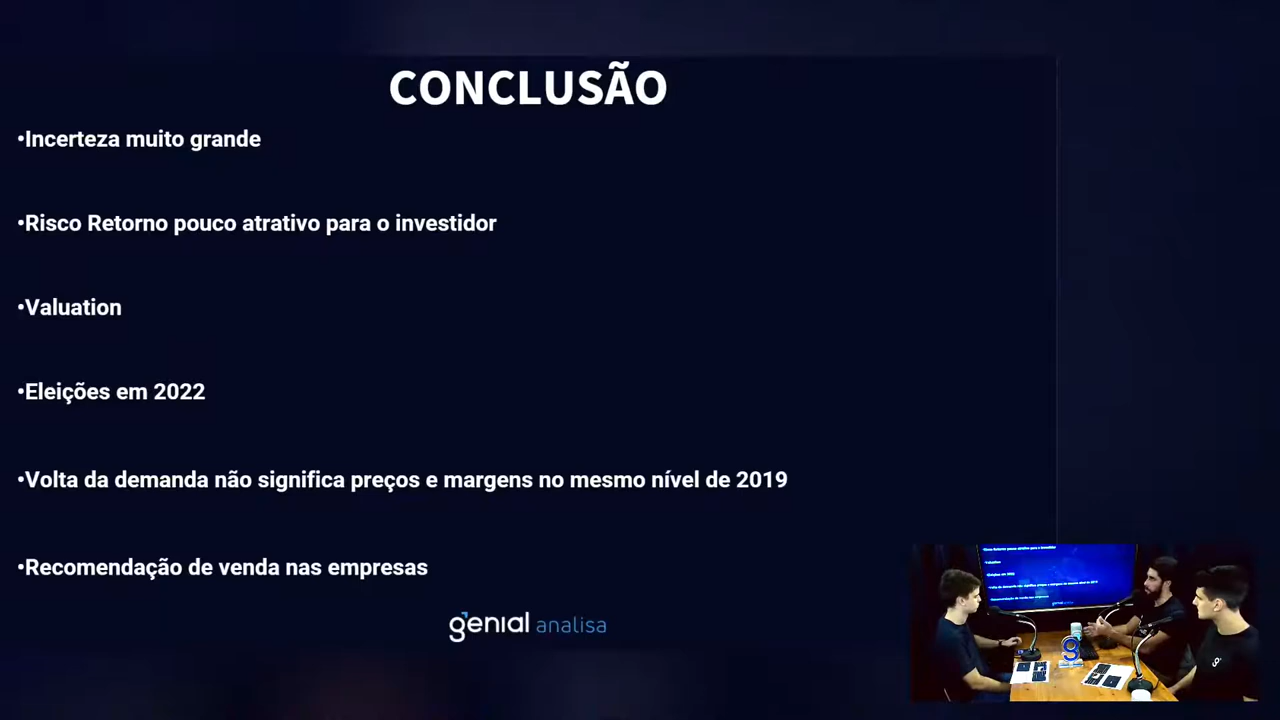 CONCLUSÃO
•Incerteza muito grande
•Risco Retorno pouco atrativo para o investidor
•Valuation
•Eleições em 2022
•Volta da demanda não significa preços e margens no mesmo nível de 2019
•Recomendação de venda nas empresas
genial analisa